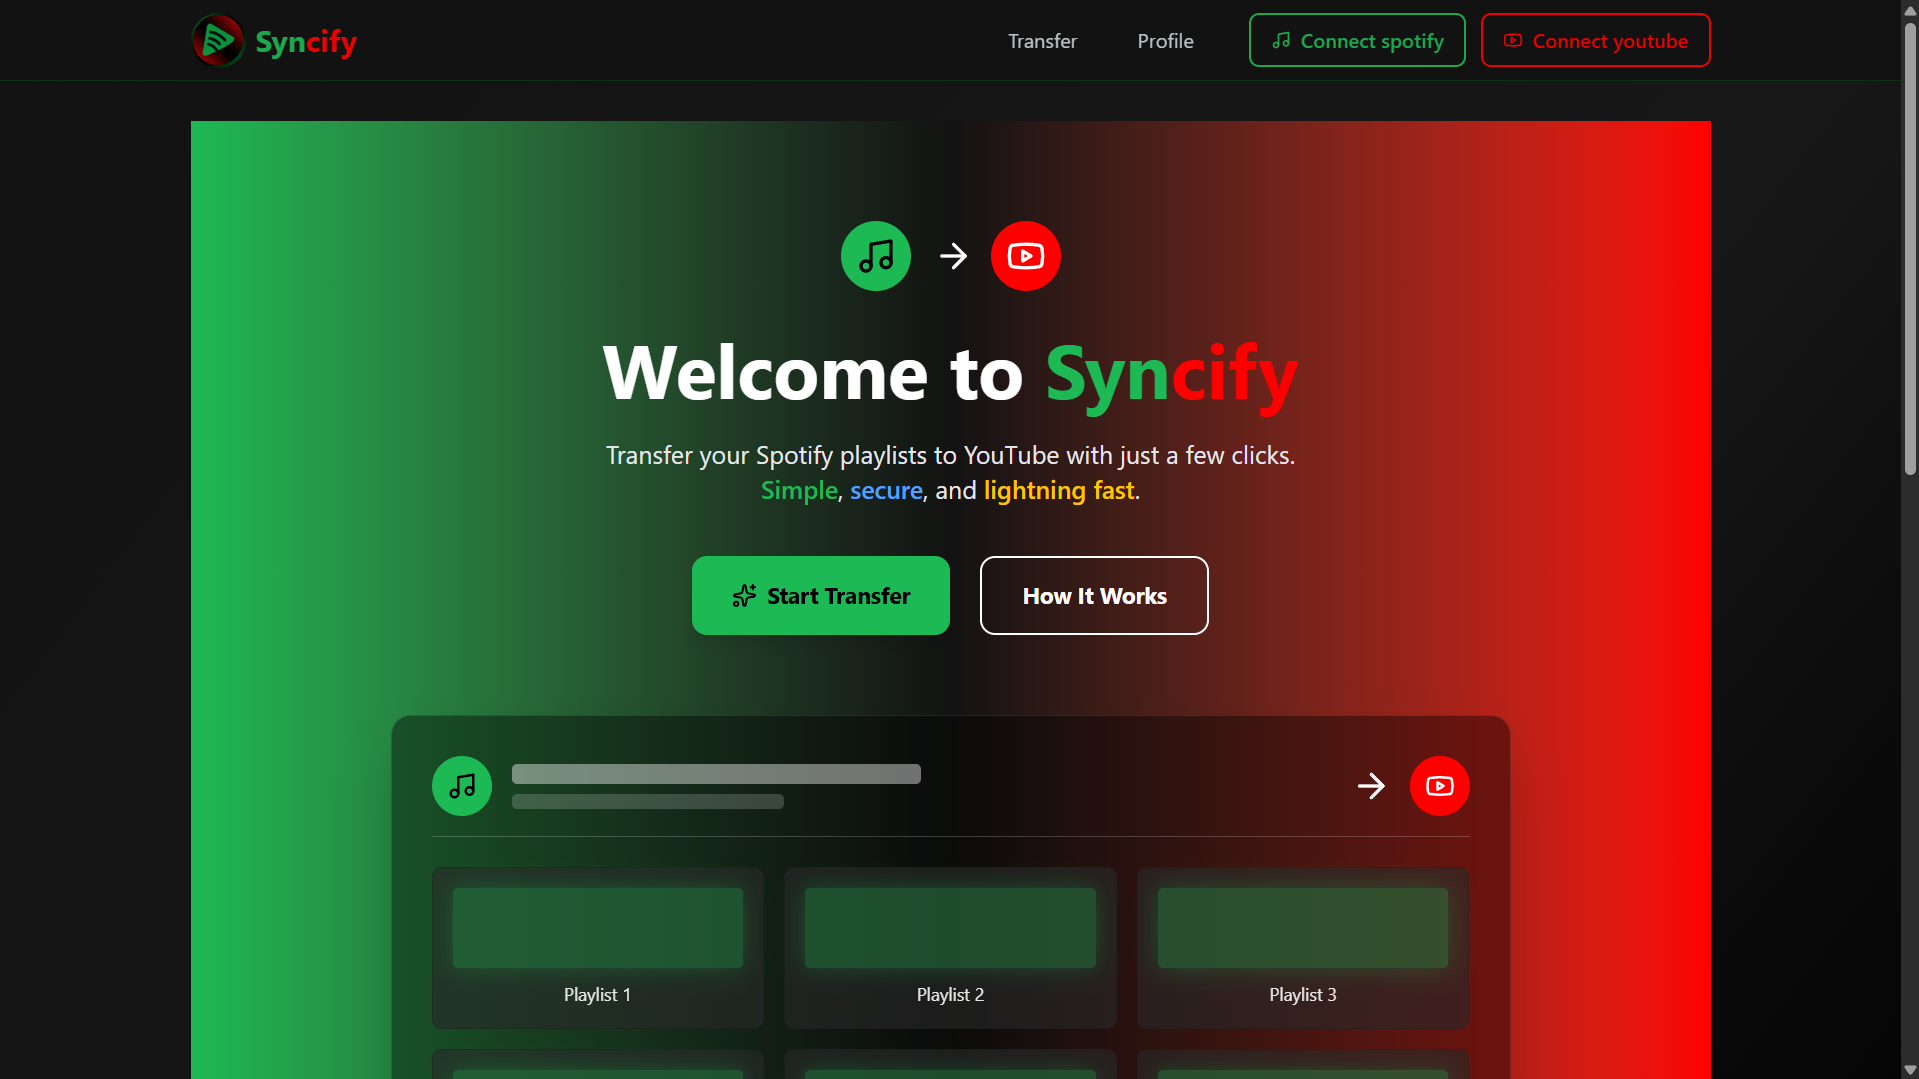 Syncify
Transfer
Profile
Connect spotify
Connect youtube
Welcome to Syncify
Transfer your Spotify playlists to YouTube with just a few clicks.
Simple, secure, and lightning fast.
Start Transfer
How It Works
Playlist 1
Playlist 2
Playlist 3